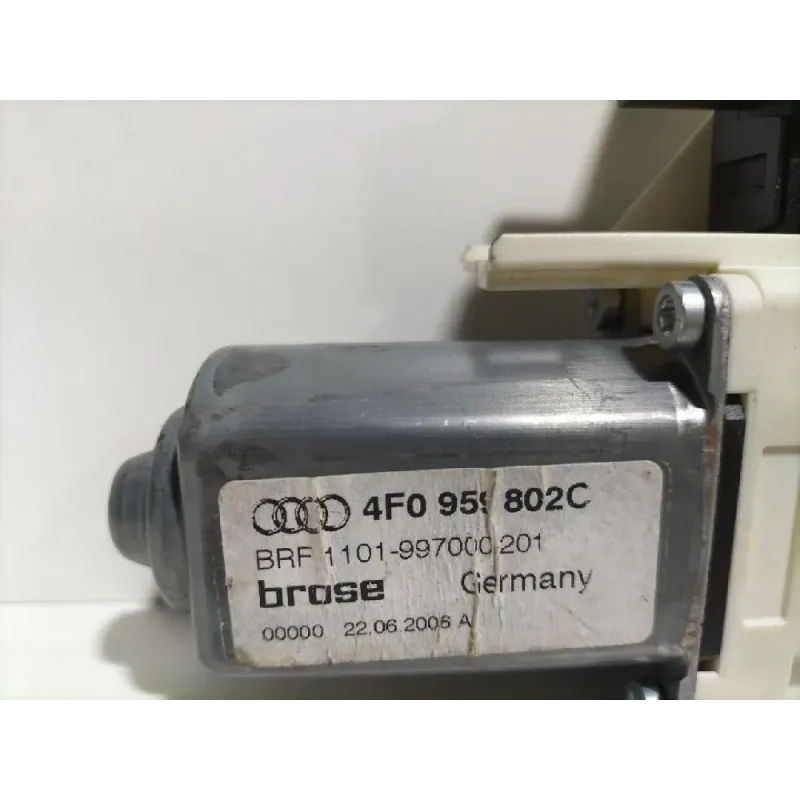 4F0 959 802C
BRF 1101-997000-201
brose Germany
00000 22.06.2006 A